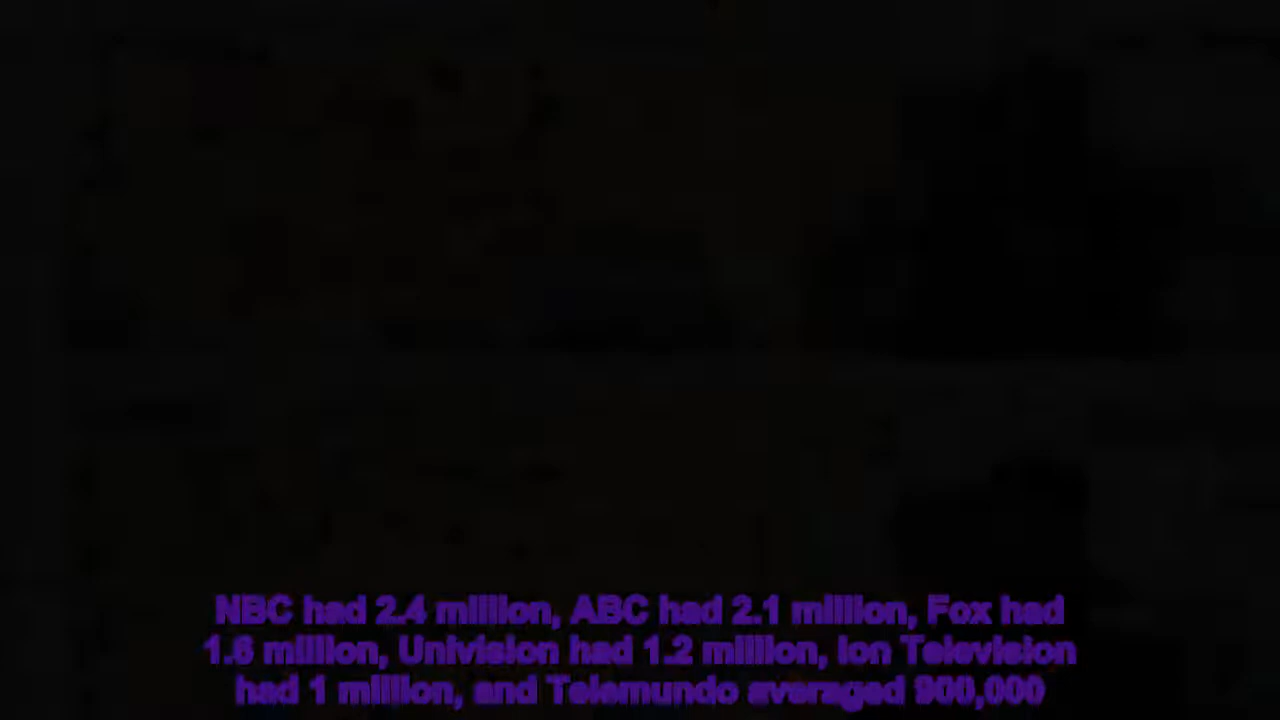 NBC had 2.4 million, ABC had 2.1 million, Fox had
1.6 million, Univision had 1.2 million, Ion Television
had 1 million, and Telemundo averaged 900,000